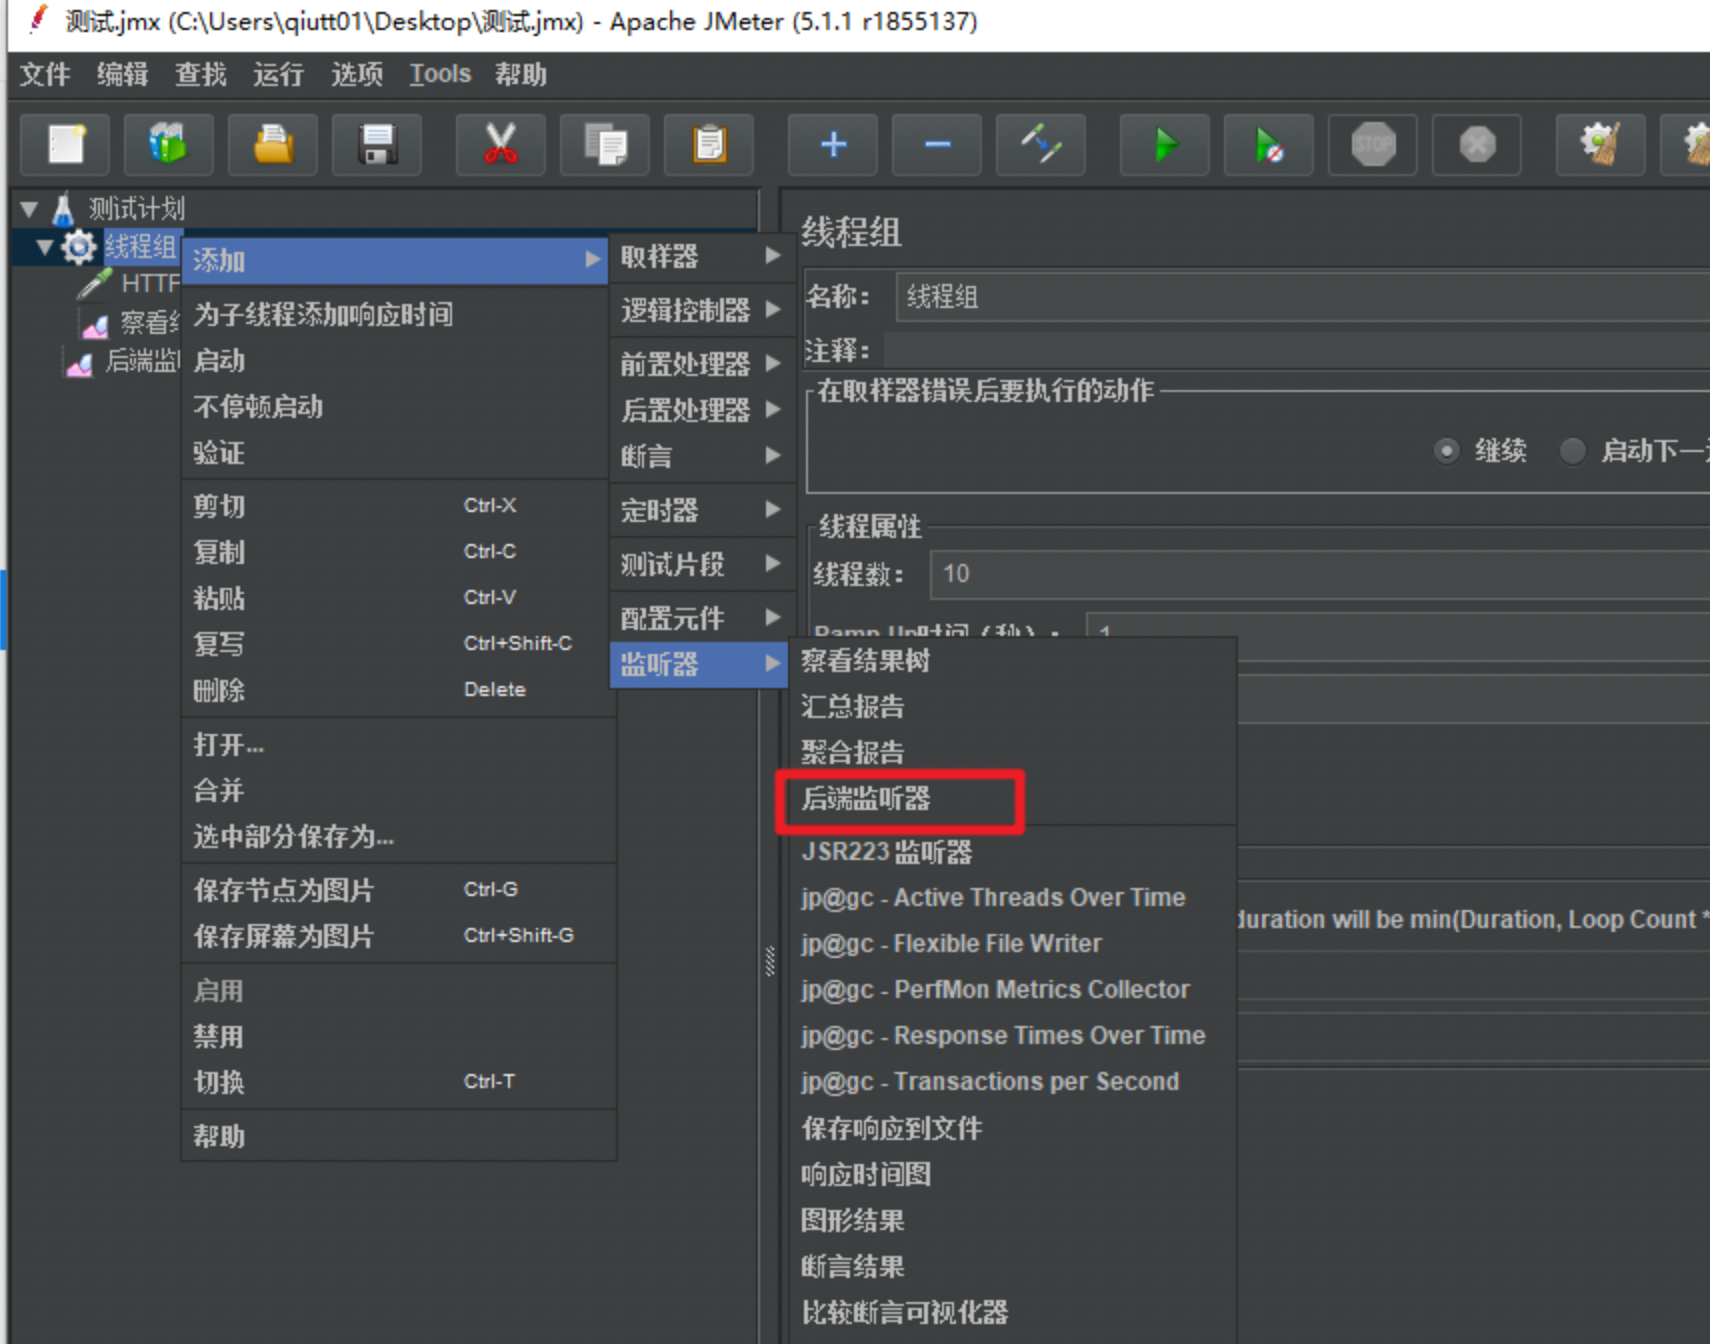 测试.jmx (C:\Users\qiutt01\Desktop\测试.jmx) - Apache JMeter (5.1.1 r1855137)
文件 编辑 查找 运行 选项 Tools 帮助
STOP
测试计划
线程组
HTTP
察看结
后端监
添加
为子线程添加响应时间
启动
不停顿启动
验证
剪切 Ctrl-X
复制 Ctrl-C
粘贴 Ctrl-V
复写 Ctrl+Shift-C
删除 Delete
打开...
合并
选中部分保存为...
保存节点为图片 Ctrl-G
保存屏幕为图片 Ctrl+Shift-G
启用
禁用
切换 Ctrl-T
帮助
取样器
逻辑控制器
前置处理器
后置处理器
断言
定时器
测试片段
配置元件
监听器
察看结果树
汇总报告
聚合报告
后端监听器
JSR223 监听器
jp@gc - Active Threads Over Time
jp@gc - Flexible File Writer
jp@gc - PerfMon Metrics Collector
jp@gc - Response Times Over Time
jp@gc - Transactions per Second
保存响应到文件
响应时间图
图形结果
断言结果
比较断言可视化器
线程组
名称： 线程组
注释：
在取样器错误后要执行的动作
继续 启动下一
线程属性
线程数： 10
Ramp-Up时间（秒）： 1
duration will be min(Duration, Loop Count *